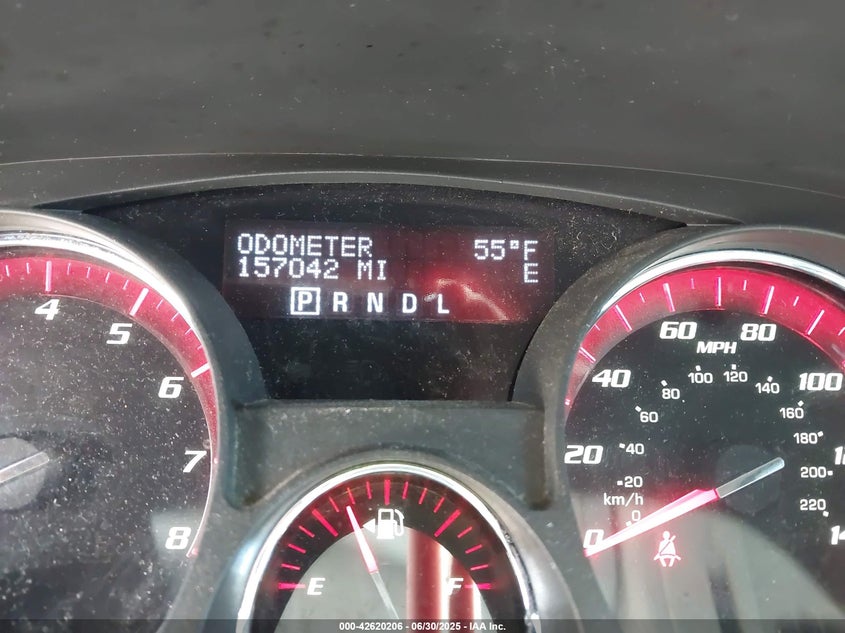 ODOMETER 55°F
157042 MI E
P R N D L
4 5 6 7 8
0 20 40 60 80 100
MPH
0 20 40 60 80 100 120 140 160 180 200 220
km/h
E F
000-42620206 - 06/30/2025 - IAA Inc.